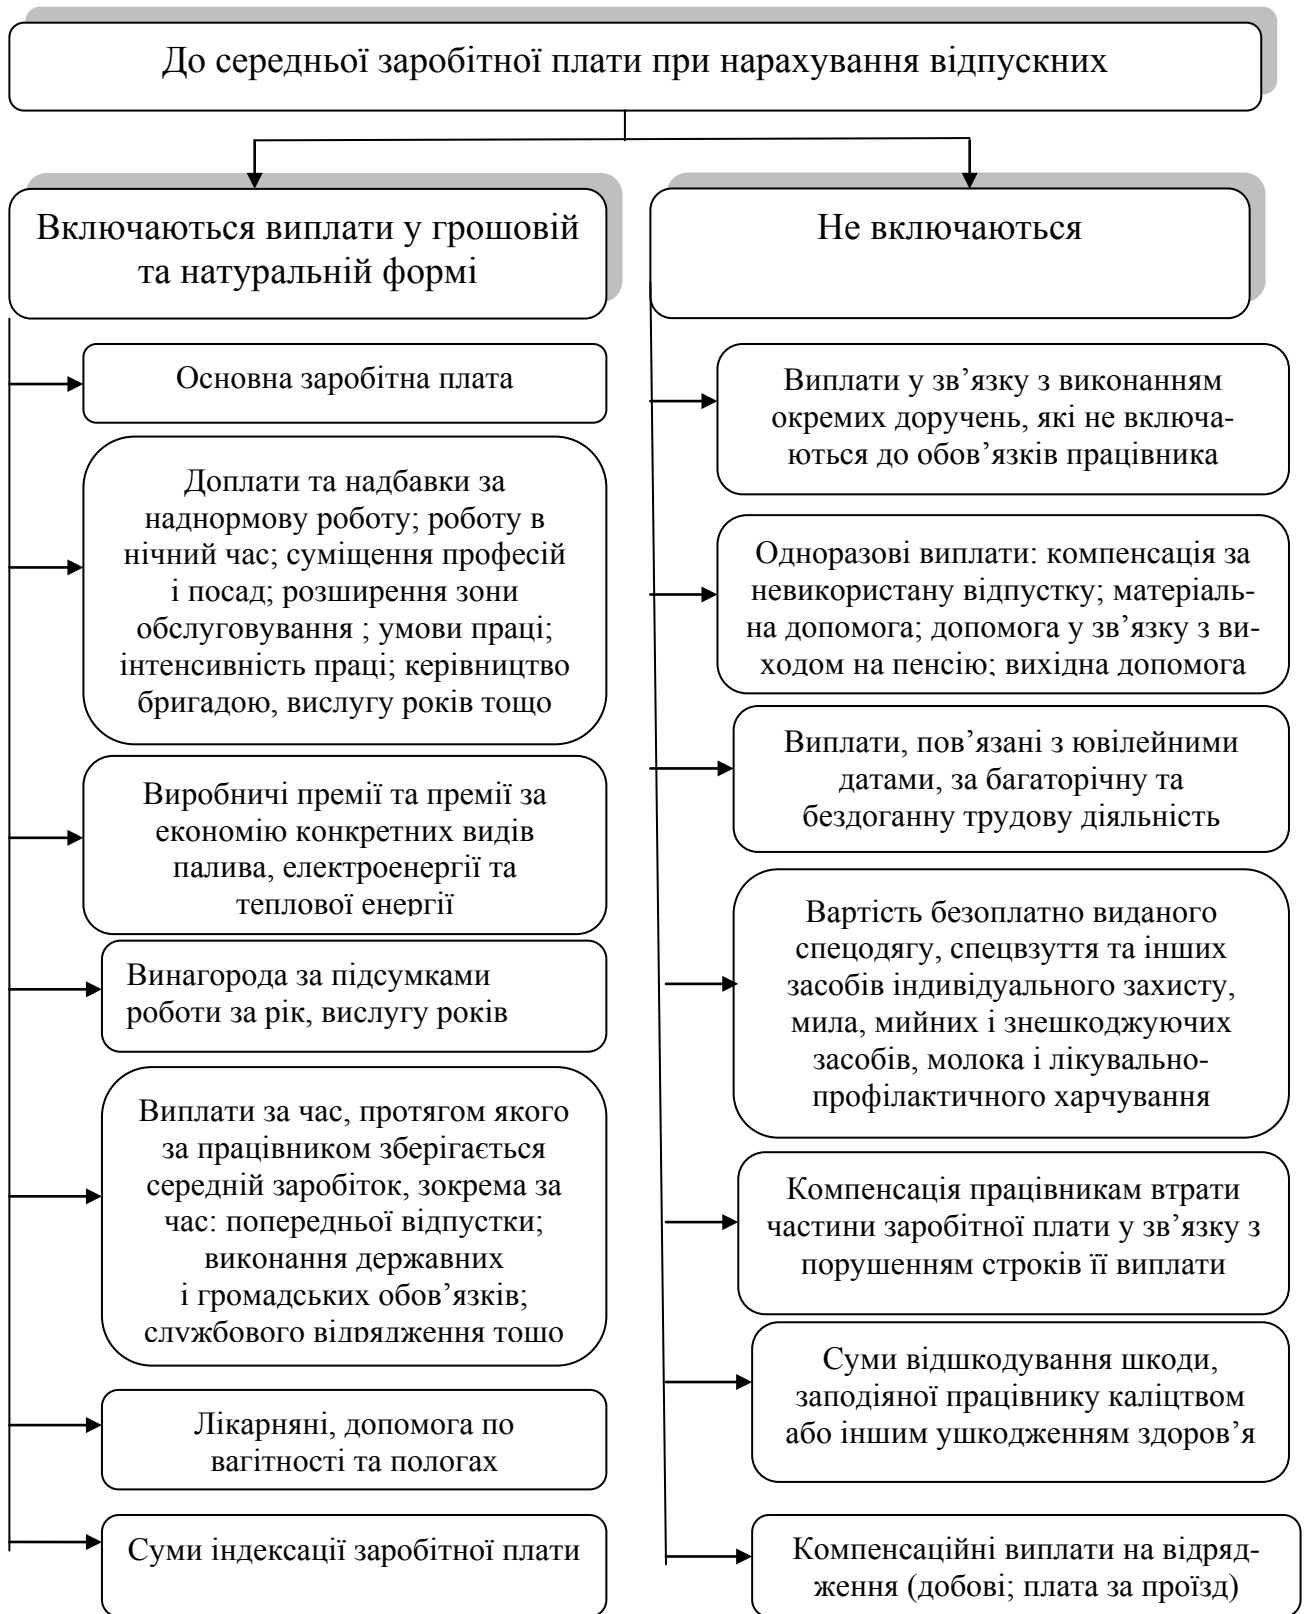 До середньої заробітної плати при нарахування відпускних
Включаються виплати у грошовій
та натуральній формі
Основна заробітна плата
Доплати та надбавки за
наднормову роботу; роботу в
нічний час; суміщення професій
і посад; розширення зони
обслуговування ; умови праці;
інтенсивність праці; керівництво
бригадою, вислугу років тощо
Виробничі премії та премії за
економію конкретних видів
палива, електроенергії та
теплової енергії
Винагорода за підсумками
роботи за рік, вислугу років
Виплати за час, протягом якого
за працівником зберігається
середній заробіток, зокрема за
час: попередньої відпустки;
виконання державних
і громадських обов’язків;
службового відрядження тощо
Лікарняні, допомога по
вагітності та пологах
Суми індексації заробітної плати
Не включаються
Виплати у зв’язку з виконанням
окремих доручень, які не включа-
ються до обов’язків працівника
Одноразові виплати: компенсація за
невикористану відпустку; матеріаль-
на допомога; допомога у зв’язку з ви-
ходом на пенсію; вихідна допомога
Виплати, пов’язані з ювілейними
датами, за багаторічну та
бездоганну трудову діяльність
Вартість безоплатно виданого
спецодягу, спецвзуття та інших
засобів індивідуального захисту,
мила, мийних і знешкоджуючих
засобів, молока і лікувально-
профілактичного харчування
Компенсація працівникам втрати
частини заробітної плати у зв’язку з
порушенням строків її виплати
Суми відшкодування шкоди,
заподіяної працівнику каліцтвом
або іншим ушкодженням здоров’я
Компенсаційні виплати на відряд-
ження (добові; плата за проїзд)